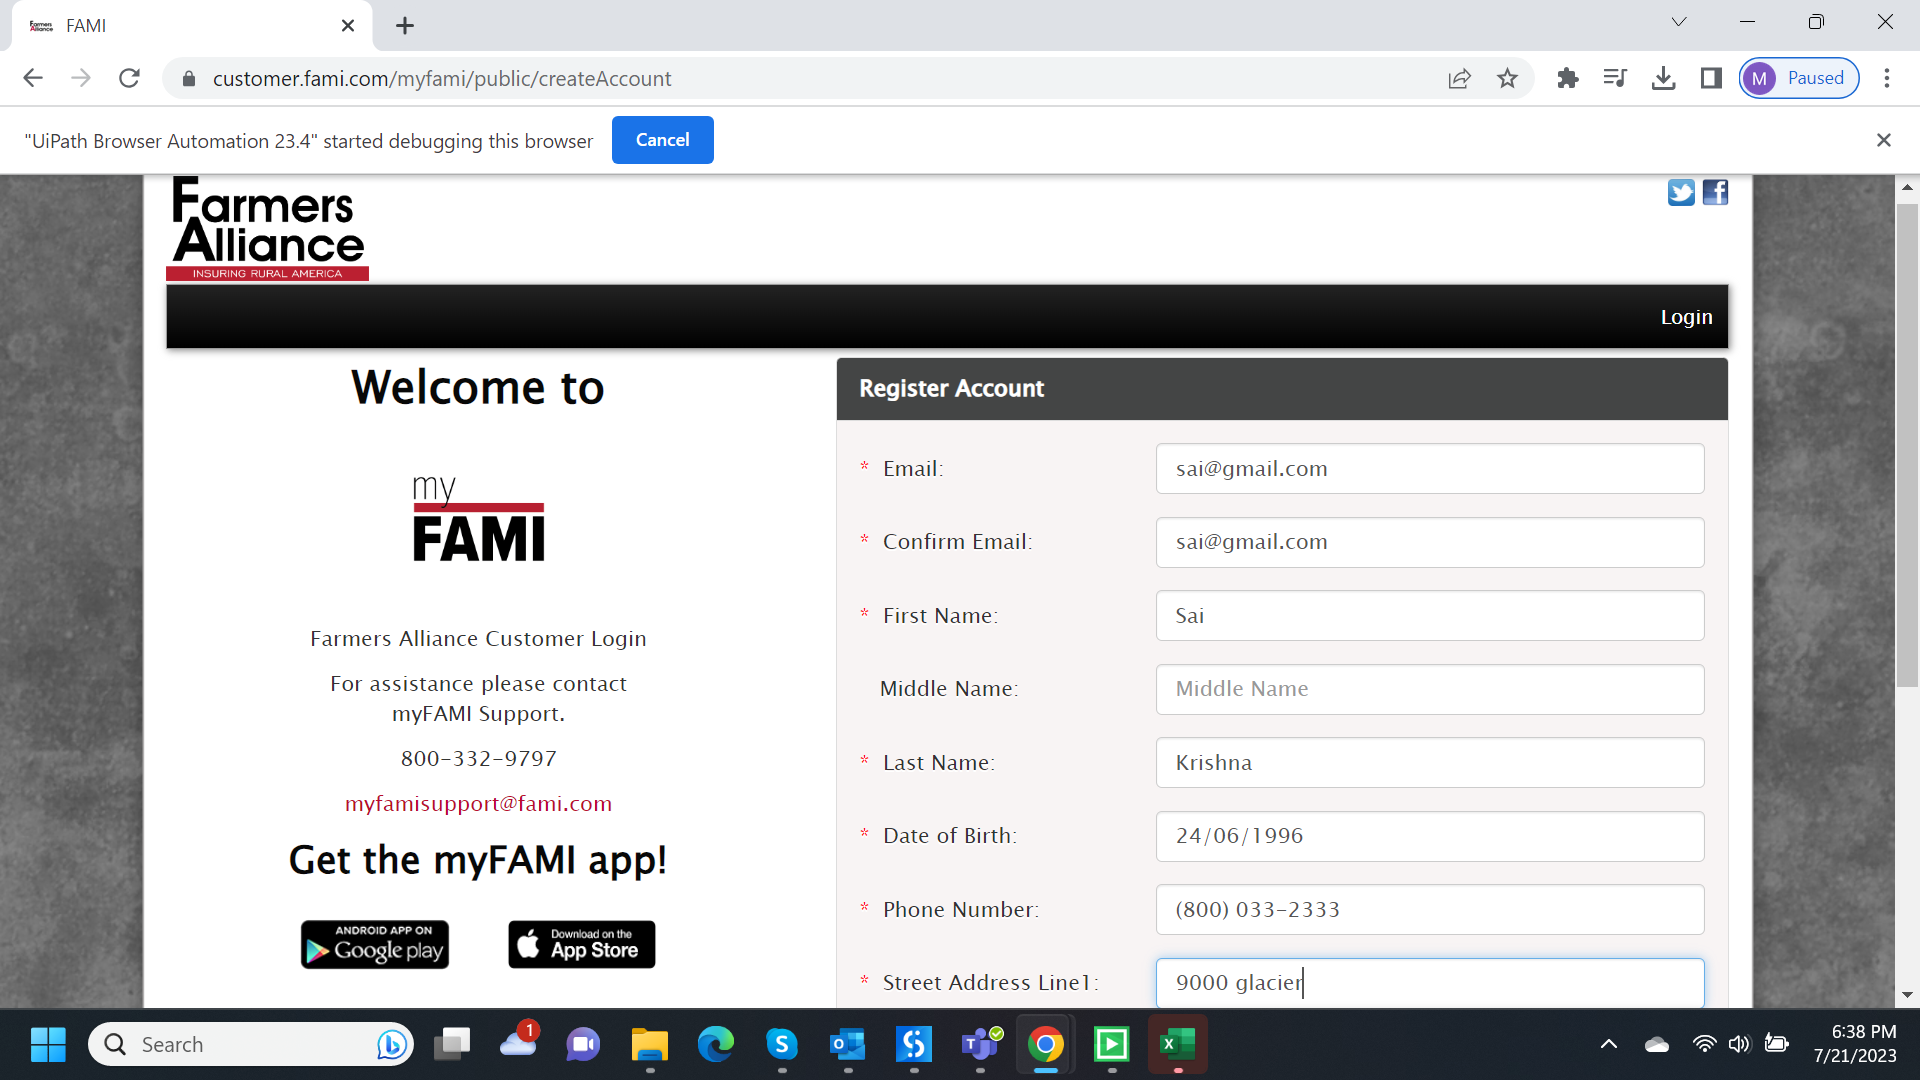 FAMI
customer.fami.com/myfami/public/createAccount
M Paused
"UiPath Browser Automation 23.4" started debugging this browser Cancel
Farmers
Alliance
INSURING RURAL AMERICA
Login
Welcome to
my
FAMI
Farmers Alliance Customer Login
For assistance please contact
myFAMI Support.
800-332-9797
myfamisupport@fami.com
Get the myFAMI app!
ANDROID APP ON
Google play
Download on the
App Store
Register Account
* Email: sai@gmail.com
* Confirm Email: sai@gmail.com
* First Name: Sai
Middle Name: Middle Name
* Last Name: Krishna
* Date of Birth: 24/06/1996
* Phone Number: (800) 033-2333
* Street Address Line1: 9000 glacier
Search
1
6:38 PM
7/21/2023